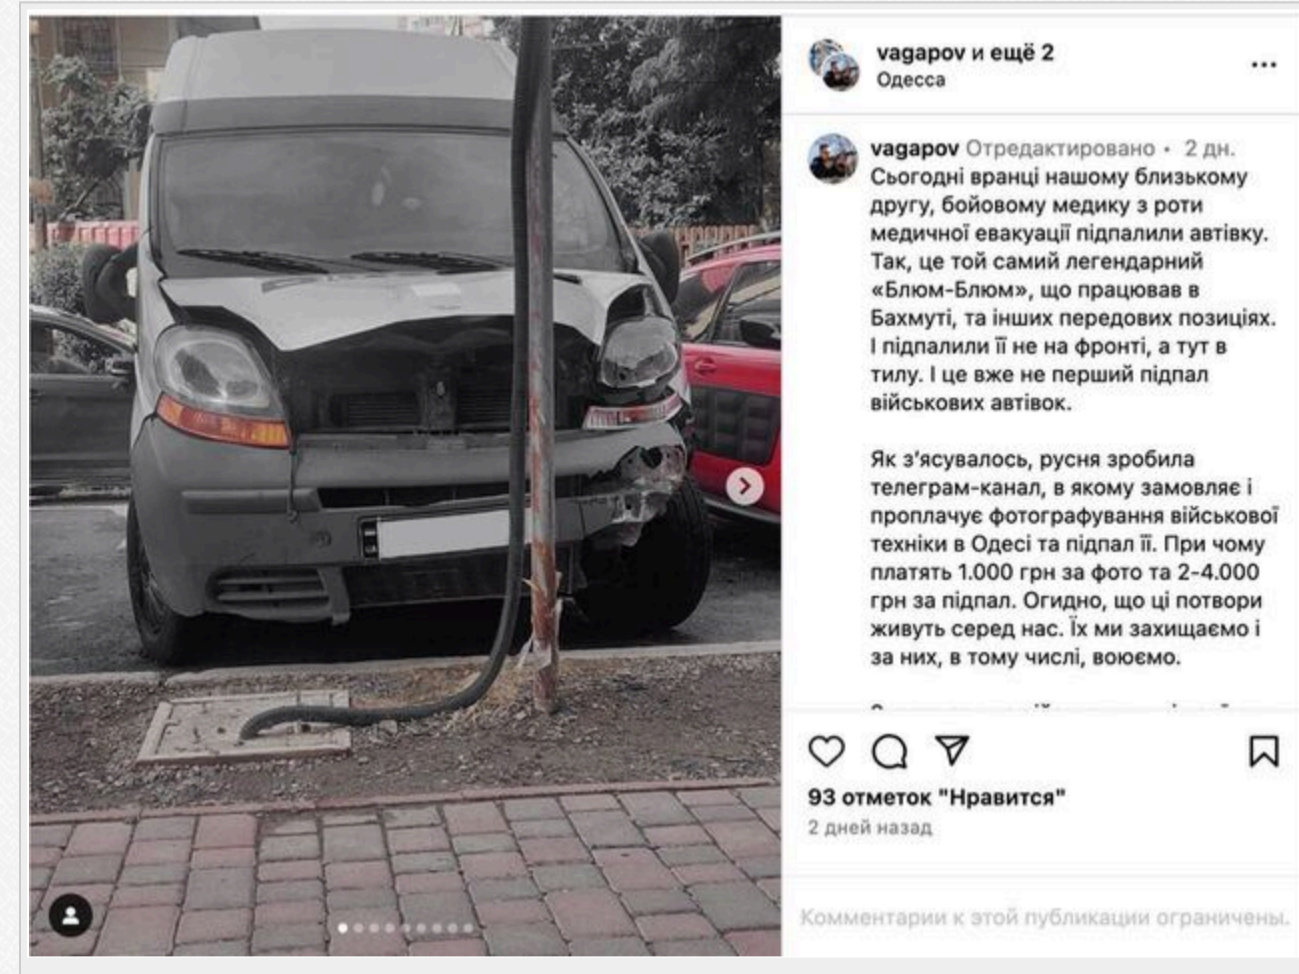 vagapov и ещё 2
Одесса
vagapov Отредактировано • 2 дн.
Сьогодні вранці нашому близькому
другу, бойовому медику з роти
медичної евакуації підпалили автівку.
Так, це той самий легендарний
«Блюм-Блюм», що працював в
Бахмуті, та інших передових позиціях.
І підпалили її не на фронті, а тут в
тилу. І це вже не перший підпал
військових автівок.
Як з’ясувалось, русня зробила
телеграм-канал, в якому замовляє і
проплачує фотографування військової
техніки в Одесі та підпал її. При чому
платять 1.000 грн за фото та 2-4.000
грн за підпал. Огидно, що ці потвори
живуть серед нас. Їх ми захищаємо і
за них, в тому числі, воюємо.
93 отметок "Нравится"
2 дней назад
Комментарии к этой публикации ограничены.